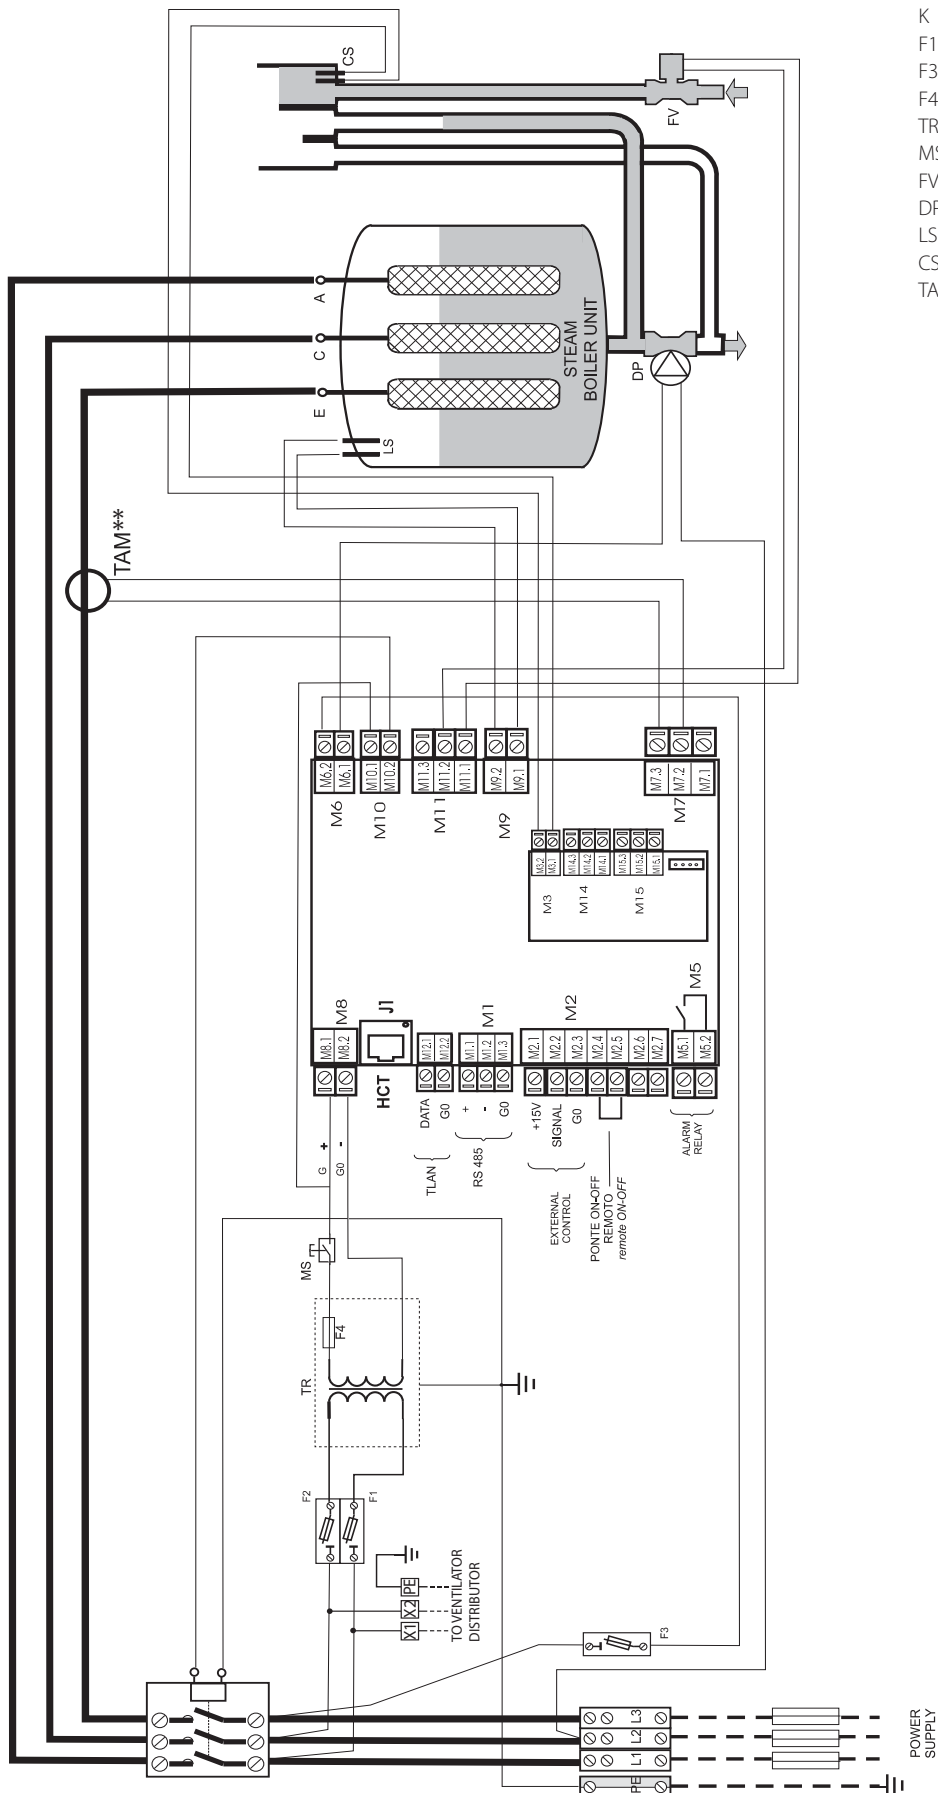 K
F1
F3
F4
TR
MS
FV
DP
LS
CS
TA
CS
FV
A
C
E
STEAM
BOILER UNIT
DP
LS
TAM**
M6.2
M6.1
M10.1
M10.2
M11.3
M11.2
M11.1
M9.2
M9.1
M7.3
M7.2
M7.1
M6
M10
M11
M9
M7
M3.2
M3.1
M14.3
M14.2
M14.1
M15.3
M15.2
M15.1
M3
M14
M15
M8
J1
M1
M2
M5
M8.1
M8.2
M12.1
M12.2
M1.1
M1.2
M1.3
M2.1
M2.2
M2.3
M2.4
M2.5
M2.6
M2.7
M5.1
M5.2
HCT
G +
G0 -
DATA
G0
TLAN
+
-
G0
RS 485
+15V
SIGNAL
G0
EXTERNAL
CONTROL
PONTE ON-OFF
REMOTO
remote ON-OFF
ALARM
RELAY
MS
F4
TR
F2
F1
X1
X2
PE
TO VENTILATOR
DISTRIBUTOR
F3
L3
L2
L1
PE
POWER
SUPPLY